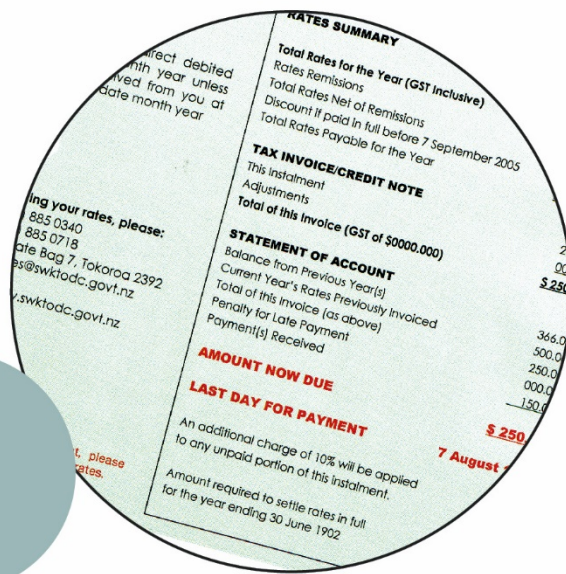 irect debited
nth year unless
ived from you at
date month year
ing your rates, please:
885 0340
885 0718
ate Bag 7, Tokoroa 2392
es@swktodc.govt.nz
.swktodc.govt.nz
please
rates.
RATES SUMMARY
Total Rates for the Year (GST Inclusive)
Rates Remissions
Total Rates Net of Remissions
Discount if paid in full before 7 September 2005
Total Rates Payable for the Year
TAX INVOICE/CREDIT NOTE
This Instalment
Adjustments
Total of this Invoice (GST of $0000.000) $ 250
STATEMENT OF ACCOUNT
Balance from Previous Year(s) 366.0
Current Year's Rates Previously Invoiced 500.0
Total of this Invoice (as above) 250.0
Penalty for Late Payment 000.0
Payment(s) Received 150.0
AMOUNT NOW DUE $ 250.
LAST DAY FOR PAYMENT 7 August
An additional charge of 10% will be applied
to any unpaid portion of this instalment.
Amount required to settle rates in full
for the year ending 30 June 1902